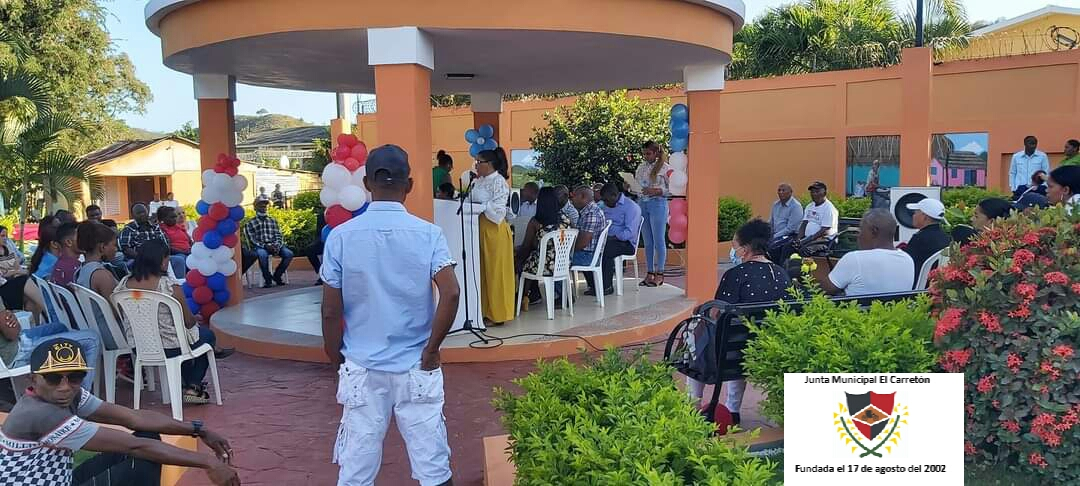 Junta Municipal El Carretón
Fundada el 17 de agosto del 2002